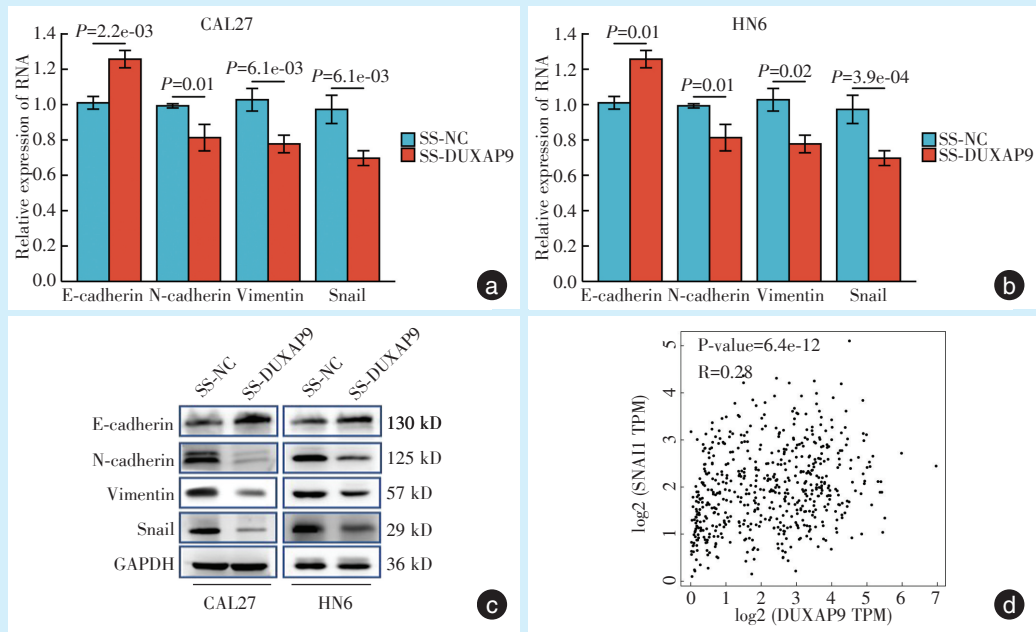 CAL27
P=2.2e-03
P=0.01
P=6.1e-03
P=6.1e-03
Relative expression of RNA
1.4
1.2
1.0
0.8
0.6
0.4
0.2
0.0
E-cadherin N-cadherin Vimentin Snail
SS-NC
SS-DUXAP9
a
HN6
P=0.01
P=0.01
P=0.02
P=3.9e-04
Relative expression of RNA
1.4
1.2
1.0
0.8
0.6
0.4
0.2
0.0
E-cadherin N-cadherin Vimentin Snail
SS-NC
SS-DUXAP9
b
SS-NC SS-DUXAP9 SS-NC SS-DUXAP9
E-cadherin 130 kD
N-cadherin 125 kD
Vimentin 57 kD
Snail 29 kD
GAPDH 36 kD
CAL27 HN6
c
P-value=6.4e-12
R=0.28
log2 (SNAI1 TPM)
5
4
3
2
1
0
0 1 2 3 4 5 6 7
log2 (DUXAP9 TPM)
d